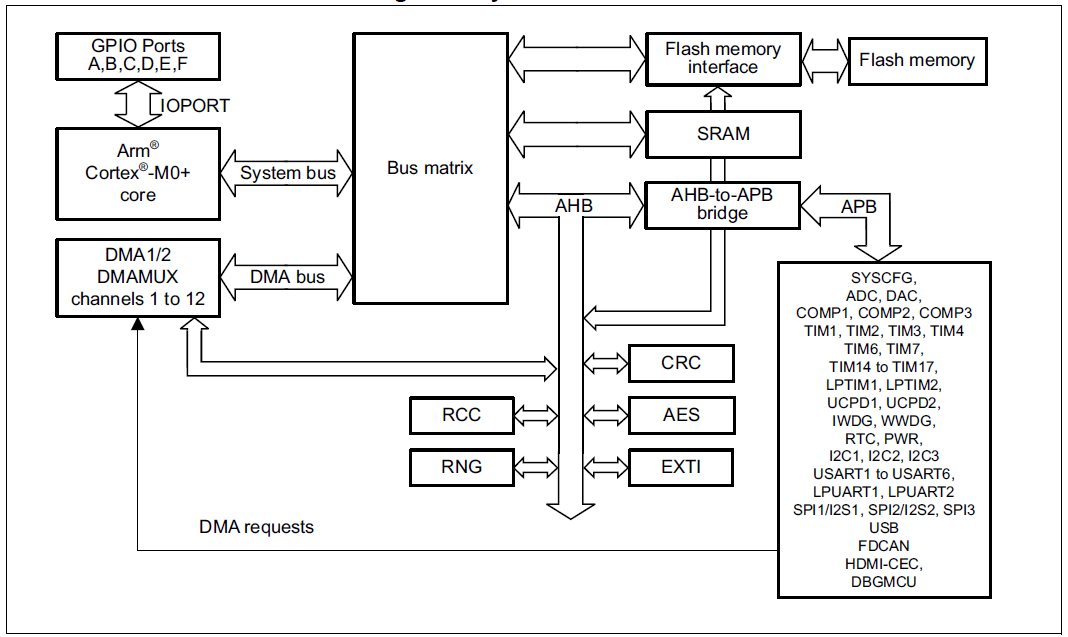 GPIO Ports
A,B,C,D,E,F
IOPORT
Arm®
Cortex®-M0+
core
System bus
DMA1/2
DMAMUX
channels 1 to 12
DMA bus
Bus matrix
Flash memory
interface
Flash memory
SRAM
AHB
AHB-to-APB
bridge
APB
CRC
RCC
AES
RNG
EXTI
DMA requests
SYSCFG,
ADC, DAC,
COMP1, COMP2, COMP3
TIM1, TIM2, TIM3, TIM4
TIM6, TIM7,
TIM14 to TIM17,
LPTIM1, LPTIM2,
UCPD1, UCPD2,
IWDG, WWDG,
RTC, PWR,
I2C1, I2C2, I2C3
USART1 to USART6,
LPUART1, LPUART2
SPI1/I2S1, SPI2/I2S2, SPI3
USB
FDCAN
HDMI-CEC,
DBGMCU